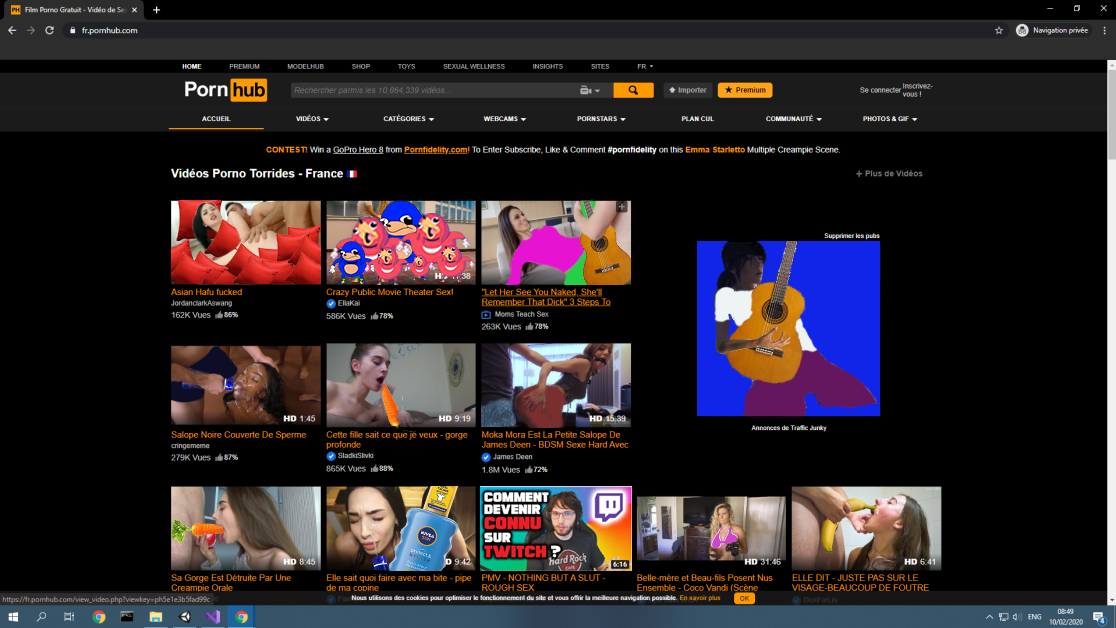 PH Film Porno Gratuit - Vidéo de Se
fr.pornhub.com
Navigation privée
HOME PREMIUM MODELHUB SHOP TOYS SEXUAL WELLNESS INSIGHTS SITES FR
Porn hub
Rechercher parmis les 10,864,339 vidéos...
Importer
Premium
Se connecter
Inscrivez-
vous !
ACCUEIL VIDÉOS CATÉGORIES WEBCAMS PORNSTARS PLAN CUL COMMUNAUTÉ PHOTOS & GIF
CONTEST! Win a GoPro Hero 8 from Pornfidelity.com! To Enter Subscribe, Like & Comment #pornfidelity on this Emma Starletto Multiple Creampie Scene.
Vidéos Porno Torrides - France
Plus de Vidéos
Supprimer les pubs
Asian Hafu fucked
JordanclarkAswang
162K Vues 86%
Crazy Public Movie Theater Sex!
EllaKai
586K Vues 78%
"Let Her See You Naked, She'll
Remember That Dick" 3 Steps To
Moms Teach Sex
263K Vues 78%
Annonces de Traffic Junky
HD 1:45
Salope Noire Couverte De Sperme
cringememe
279K Vues 87%
HD 9:19
Cette fille sait ce que je veux - gorge
profonde
SladkiSlivki
865K Vues 88%
HD 15:39
Moka Mora Est La Petite Salope De
James Deen - BDSM Sexe Hard Avec
James Deen
1.8M Vues 72%
HD 8:45
Sa Gorge Est Détruite Par Une
Creampie Orale
NIVEA
SUN
D 9:42
Elle sait quoi faire avec ma bite - pipe
de ma copine
COMMENT
DEVENIR
CONNU
SUR
TWITCH ?
Hard Rock
6:16
PMV - NOTHING BUT A SLUT -
ROUGH SEX
HD 31:46
Belle-mère et Beau-fils Posent Nus
Ensemble - Coco Vandi (Scène
HD 6:41
ELLE DIT - JUSTE PAS SUR LE
VISAGE-BEAUCOUP DE FOUTRE
https://fr.pornhub.com/view_video.php?viewkey=ph5e1e3b5fad99c
Nous utilisons des cookies pour optimiser le fonctionnement du site et vous offrir la meilleure navigation possible. En savoir plus
OK
ENG
08:49
10/02/2020
4